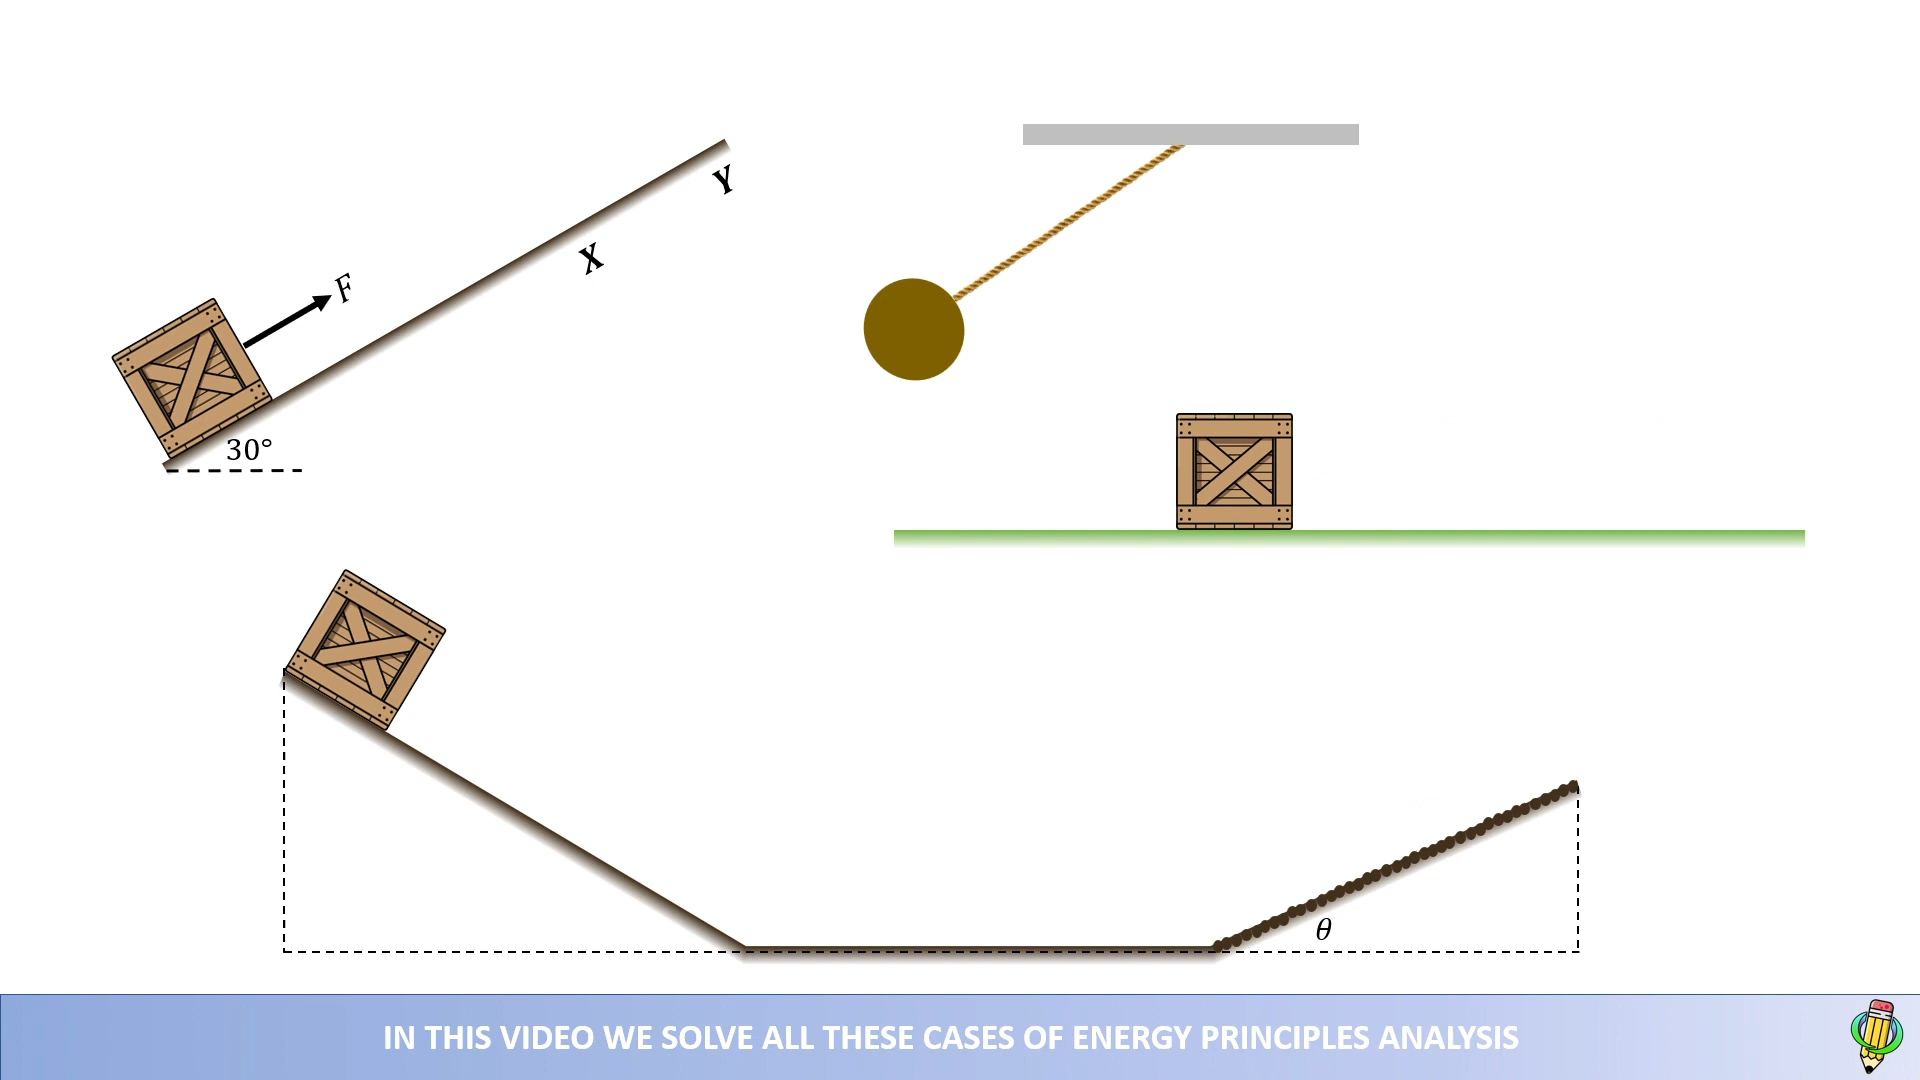 Y
X
F
30°
θ
IN THIS VIDEO WE SOLVE ALL THESE CASES OF ENERGY PRINCIPLES ANALYSIS